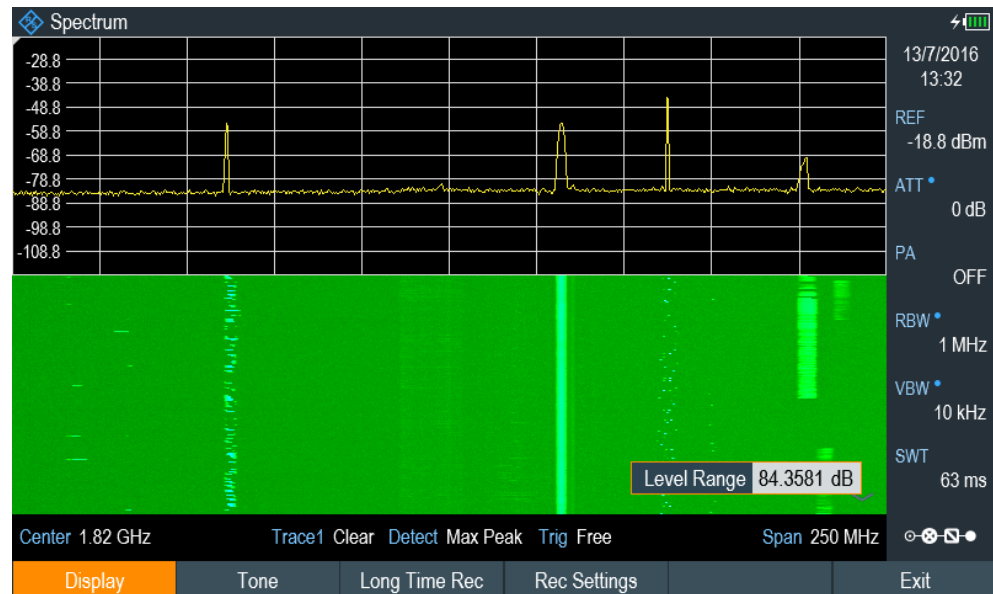 Spectrum
13/7/2016
13:32
-28.8
-38.8
-48.8
-58.8
-68.8
-78.8
-88.8
-98.8
-108.8
REF
-18.8 dBm
ATT
0 dB
PA
OFF
RBW
1 MHz
VBW
10 kHz
SWT
63 ms
Level Range 84.3581 dB
Center 1.82 GHz Trace1 Clear Detect Max Peak Trig Free Span 250 MHz
Display Tone Long Time Rec Rec Settings Exit